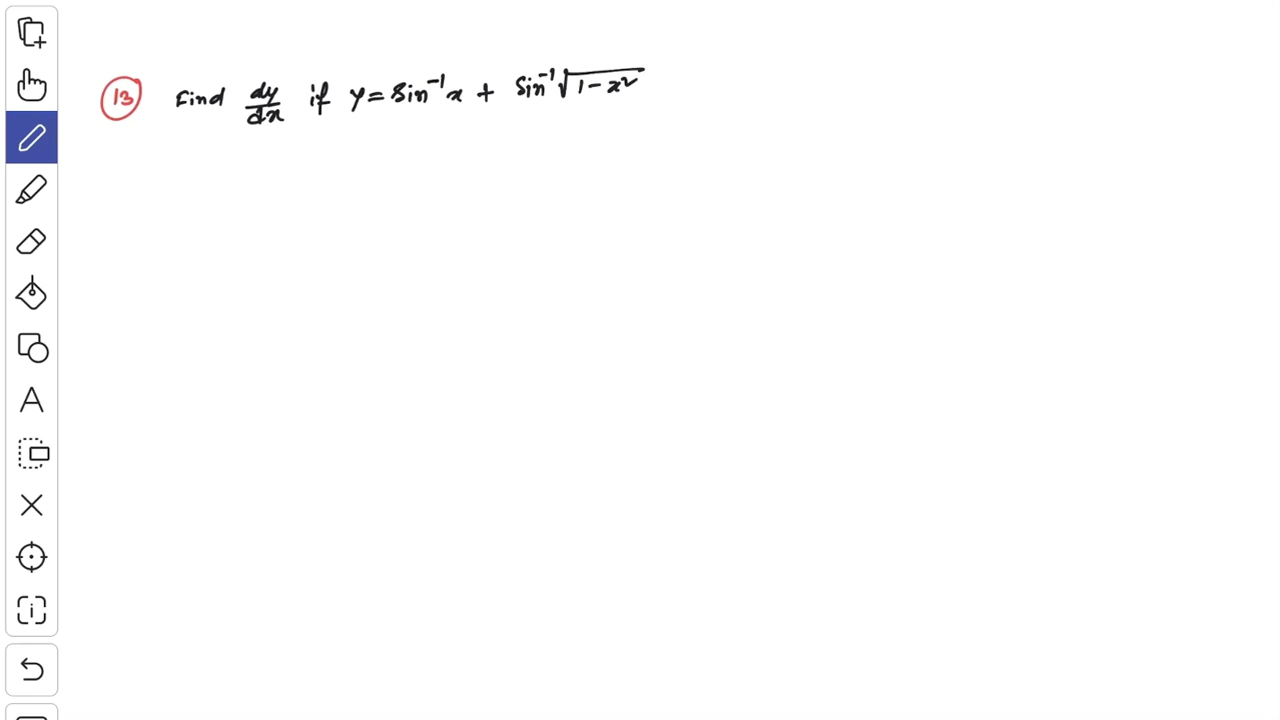 13 Find dy/dx if y = Sin⁻¹x + Sin⁻¹√(1-x²)